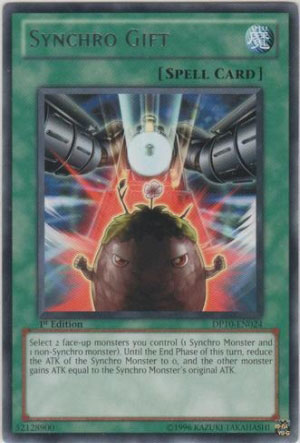 SYNCHRO GIFT
[SPELL CARD]
1st Edition
DP10-EN024
Select 2 face-up monsters you control (1 Synchro Monster and
1 non-Synchro monster). Until the End Phase of this turn, reduce
the ATK of the Synchro Monster to 0, and the other monster
gains ATK equal to the Synchro Monster's original ATK.
52128900
©1996 KAZUKI TAKAHASHI